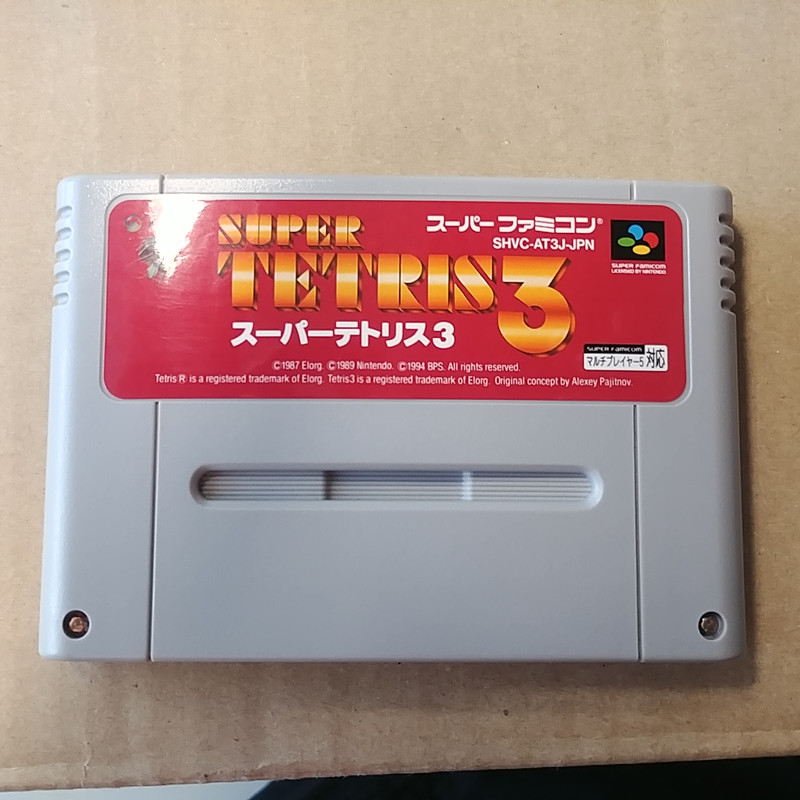 SUPER
TETRIS 3
スーパーテトリス3
スーパーファミコン®
SHVC-AT3J-JPN
SUPER FAMICOM
LICENSED BY NINTENDO
SUPER FAMICOM
マルチプレイヤー5 対応
©1987 Elorg. ©1989 Nintendo. ©1994 BPS. All rights reserved.
Tetris® is a registered trademark of Elorg. Tetris3 is a registered trademark of Elorg. Original concept by Alexey Pajitnov.